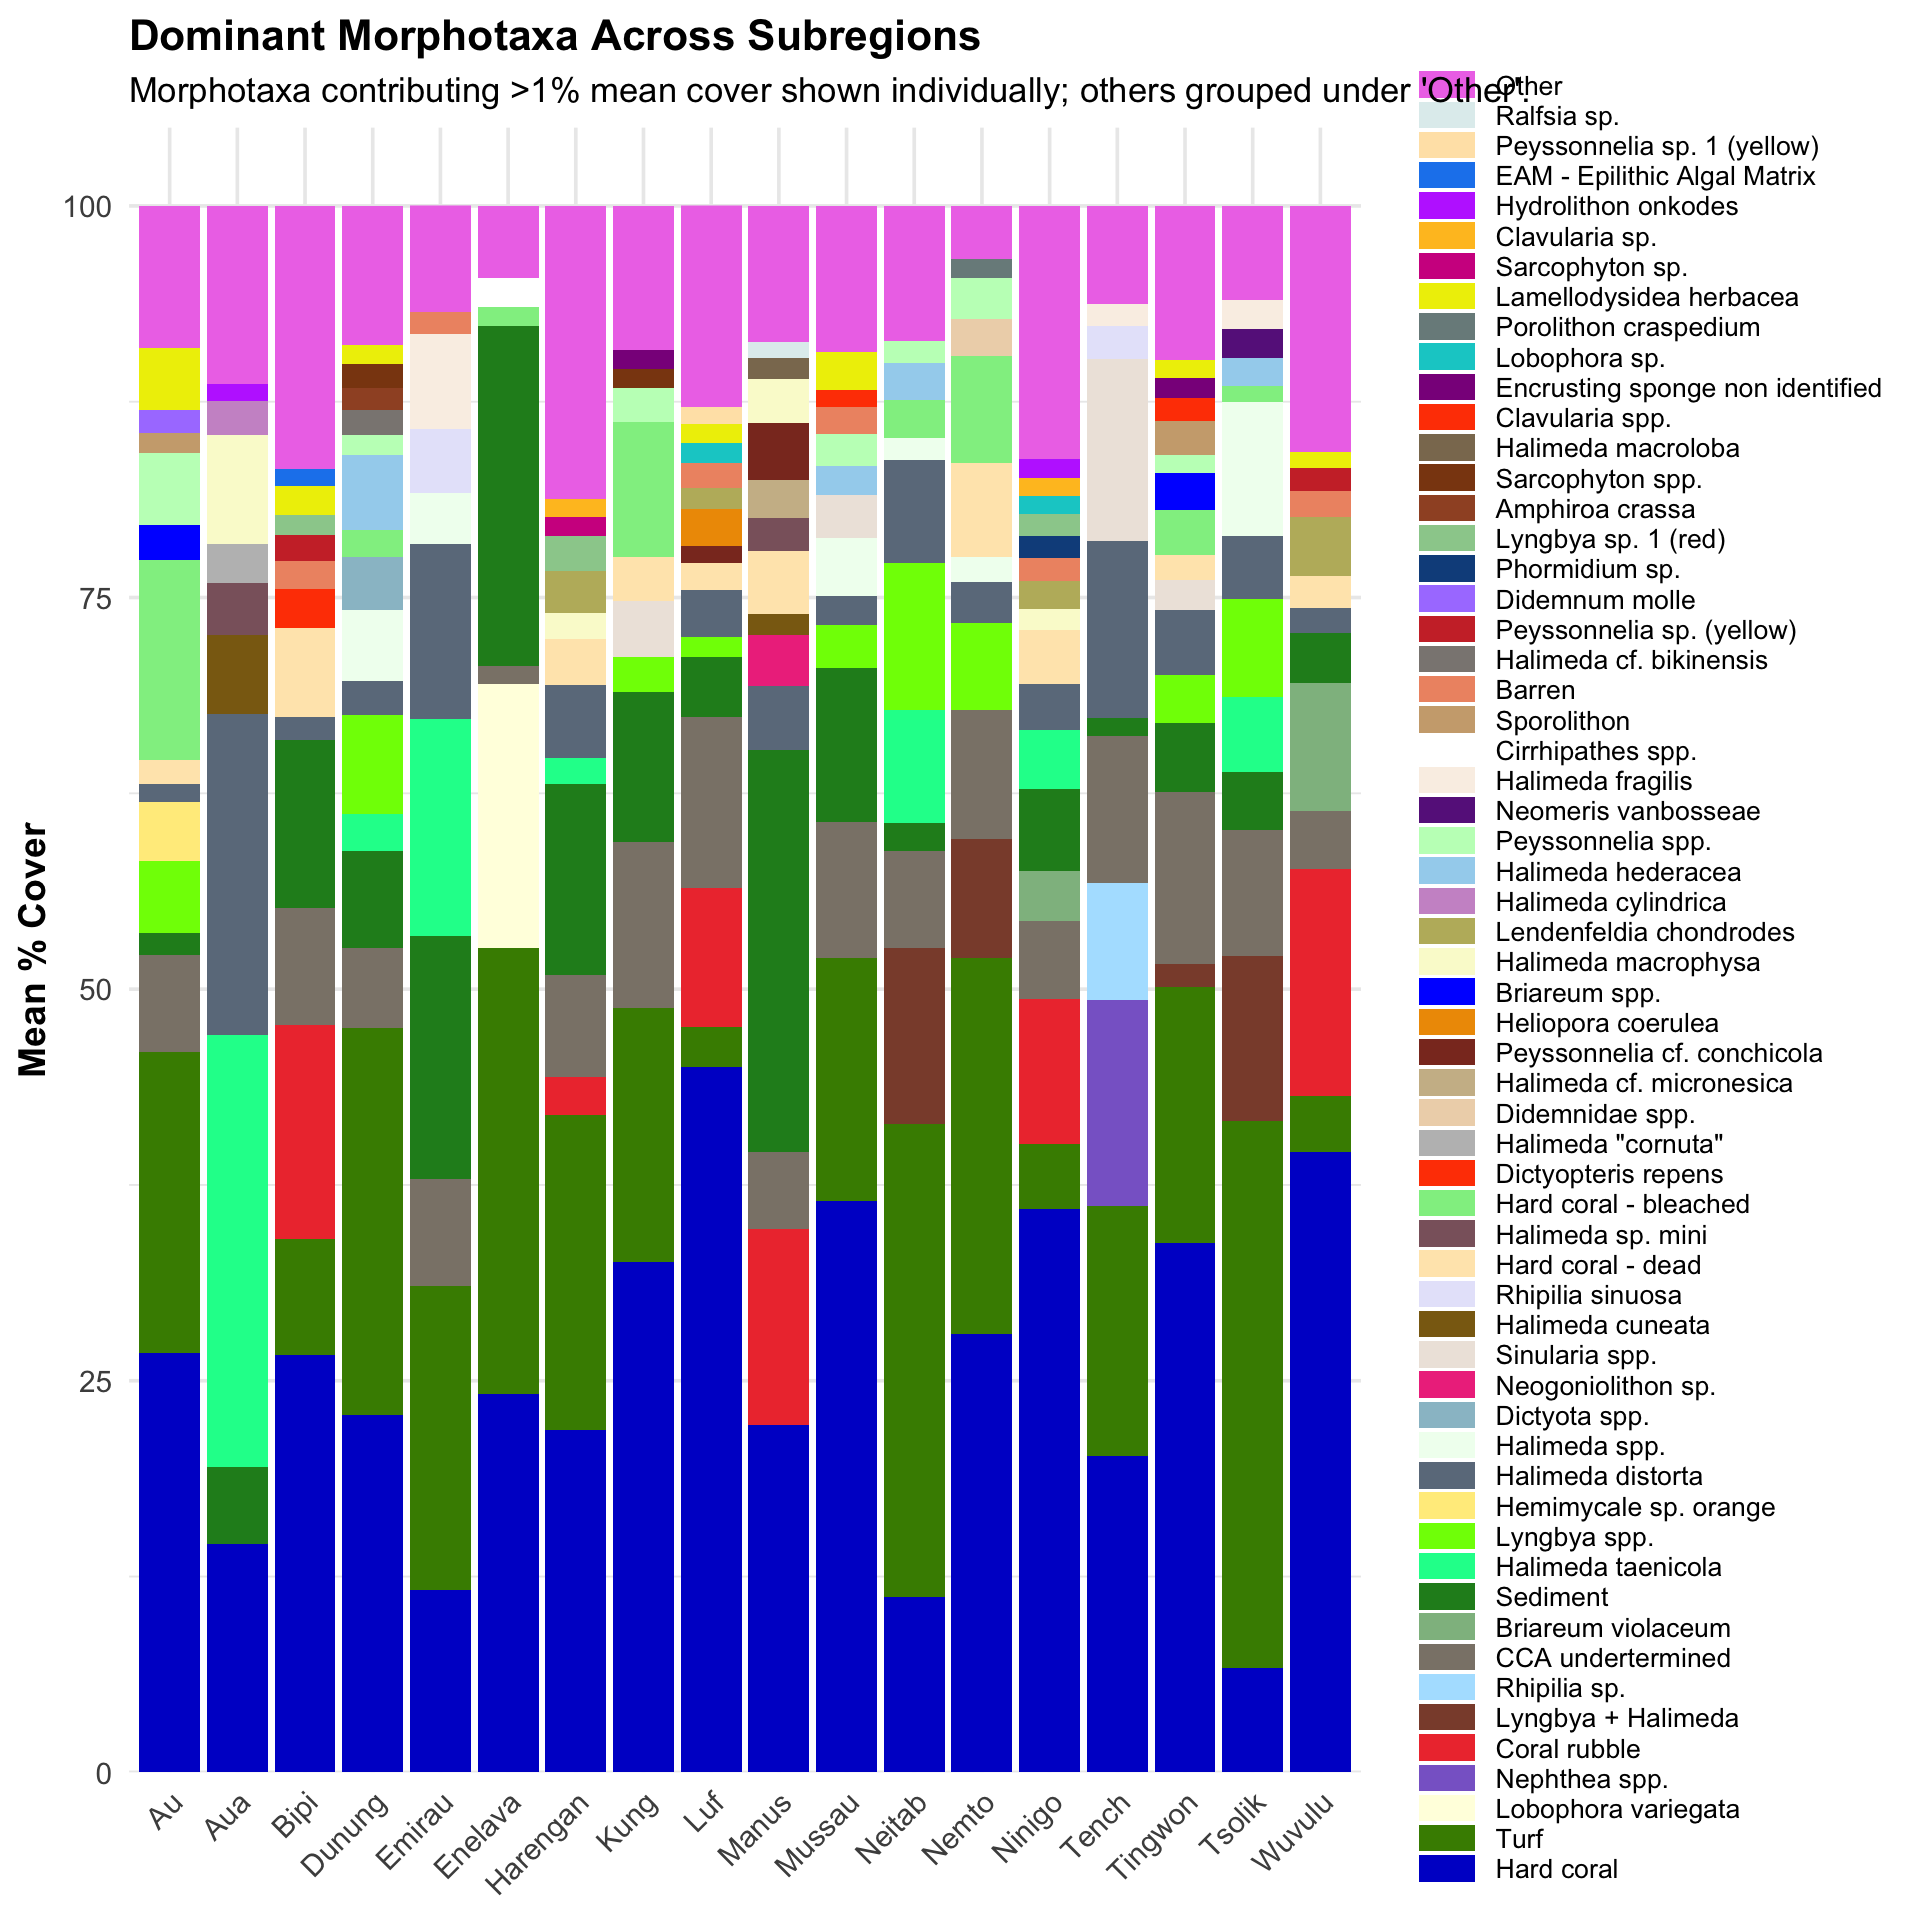 Dominant Morphotaxa Across Subregions
Morphotaxa contributing >1% mean cover shown individually; others grouped under 'Other'.
Other
Ralfsia sp.
Peyssonnelia sp. 1 (yellow)
EAM - Epilithic Algal Matrix
Hydrolithon onkodes
Clavularia sp.
Sarcophyton sp.
Lamellodysidea herbacea
Porolithon craspedium
Lobophora sp.
Encrusting sponge non identified
Clavularia spp.
Halimeda macroloba
Sarcophyton spp.
Amphiroa crassa
Lyngbya sp. 1 (red)
Phormidium sp.
Didemnum molle
Peyssonnelia sp. (yellow)
Halimeda cf. bikinensis
Barren
Sporolithon
Cirrhipathes spp.
Halimeda fragilis
Neomeris vanbosseae
Peyssonnelia spp.
Halimeda hederacea
Halimeda cylindrica
Lendenfeldia chondrodes
Halimeda macrophysa
Briareum spp.
Heliopora coerulea
Peyssonnelia cf. conchicola
Halimeda cf. micronesica
Didemnidae spp.
Halimeda "cornuta"
Dictyopteris repens
Hard coral - bleached
Halimeda sp. mini
Hard coral - dead
Rhipilia sinuosa
Halimeda cuneata
Sinularia spp.
Neogoniolithon sp.
Dictyota spp.
Halimeda spp.
Halimeda distorta
Hemimycale sp. orange
Lyngbya spp.
Halimeda taenicola
Sediment
Briareum violaceum
CCA undertermined
Rhipilia sp.
Lyngbya + Halimeda
Coral rubble
Nephthea spp.
Lobophora variegata
Turf
Hard coral
Mean % Cover
100
75
50
25
0
Au
Aua
Bipi
Dunung
Emirau
Enelava
Harengan
Kung
Luf
Manus
Mussau
Neitab
Nemto
Ninigo
Tench
Tingwon
Tsolik
Wuvulu